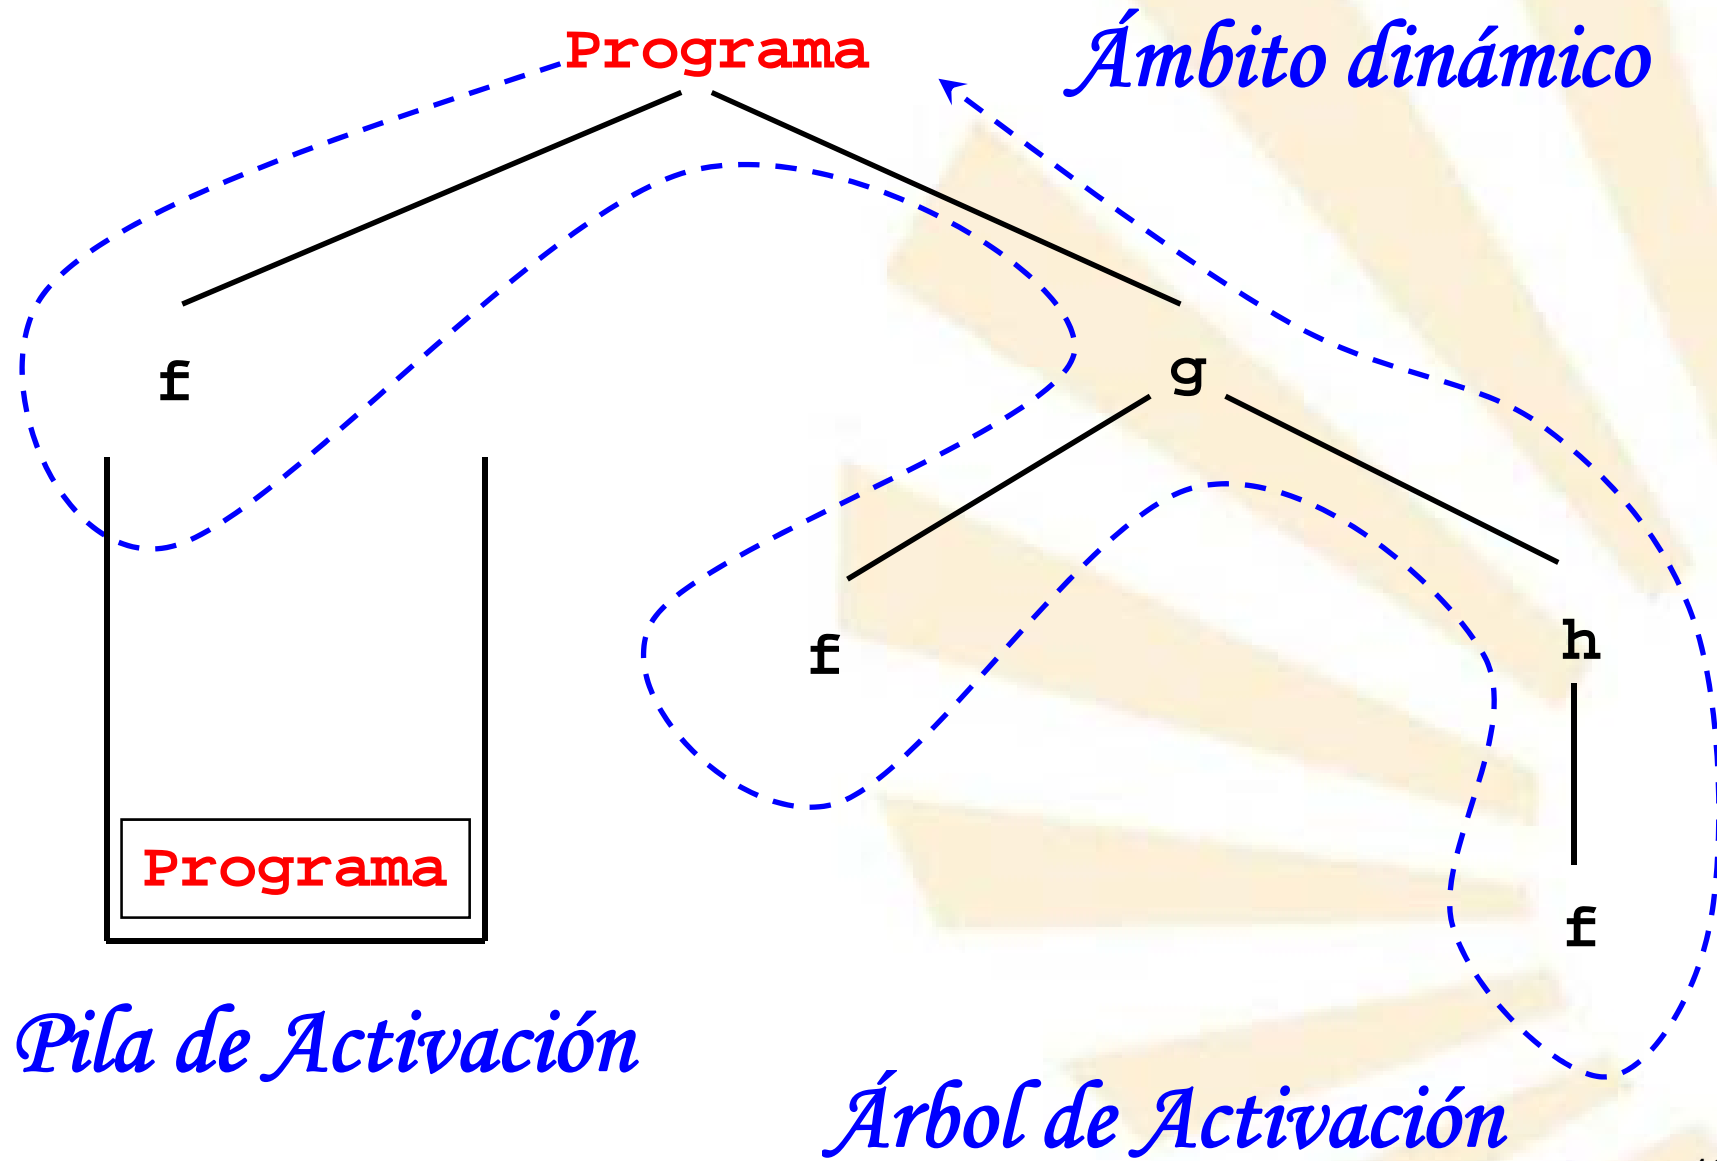 Programa
Ámbito dinámico
f
g
f
h
Programa
f
Pila de Activación
Árbol de Activación